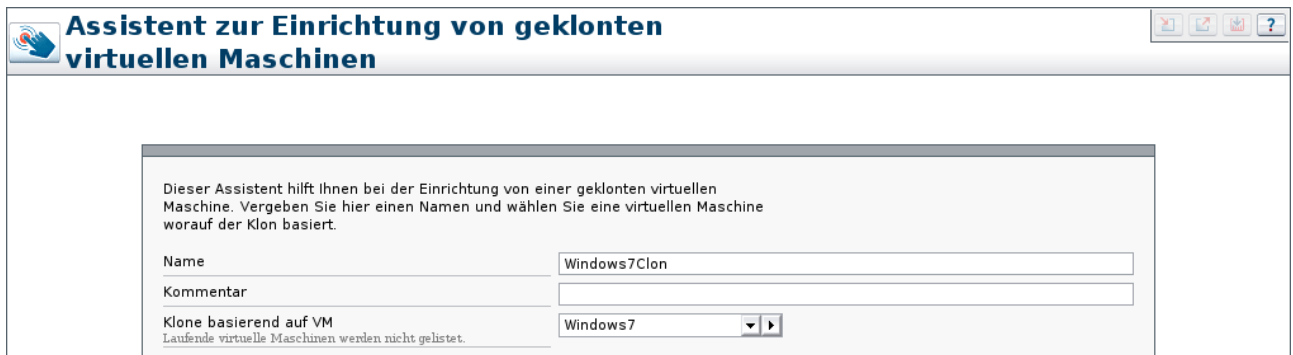 Assistent zur Einrichtung von geklonten
virtuellen Maschinen
?
Dieser Assistent hilft Ihnen bei der Einrichtung von einer geklonten virtuellen
Maschine. Vergeben Sie hier einen Namen und wählen Sie eine virtuellen Maschine
worauf der Klon basiert.
Name
Windows7Clon
Kommentar
Klone basierend auf VM
Windows7
Laufende virtuelle Maschinen werden nicht gelistet.